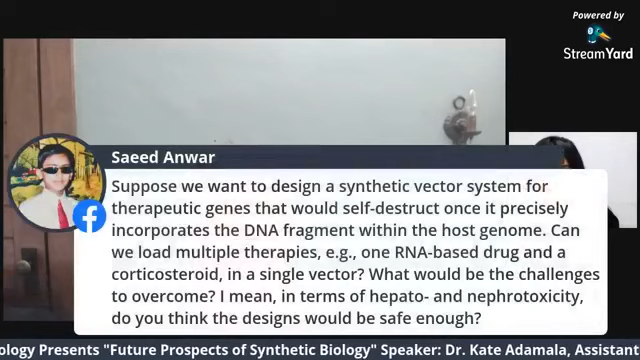 Powered by
StreamYard
Saeed Anwar
Suppose we want to design a synthetic vector system for
therapeutic genes that would self-destruct once it precisely
incorporates the DNA fragment within the host genome. Can
we load multiple therapies, e.g., one RNA-based drug and a
corticosteroid, in a single vector? What would be the challenges
to overcome? I mean, in terms of hepato- and nephrotoxicity,
do you think the designs would be safe enough?
ology Presents "Future Prospects of Synthetic Biology" Speaker: Dr. Kate Adamala, Assistant